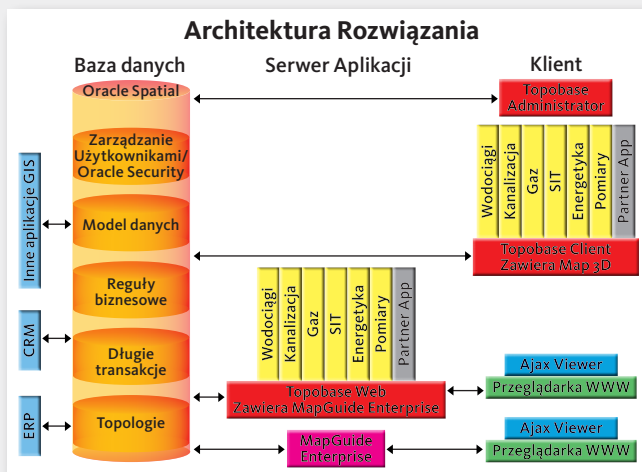 Architektura Rozwiązania
Baza danych
Serwer Aplikacji
Klient
Oracle Spatial
Zarządzanie
Użytkownikami/
Oracle Security
Model danych
Reguły
biznesowe
Długie
transakcje
Topologie
Inne aplikacje GIS
CRM
ERP
Topobase
Administrator
Wodociągi
Kanalizacja
Gaz
SIT
Energetyka
Pomiary
Partner App
Topobase Client
Zawiera Map 3D
Wodociągi
Kanalizacja
Gaz
SIT
Energetyka
Pomiary
Partner App
Topobase Web
Zawiera MapGuide Enterprise
Ajax Viewer
Przeglądarka WWW
MapGuide
Enterprise
Ajax Viewer
Przeglądarka WWW